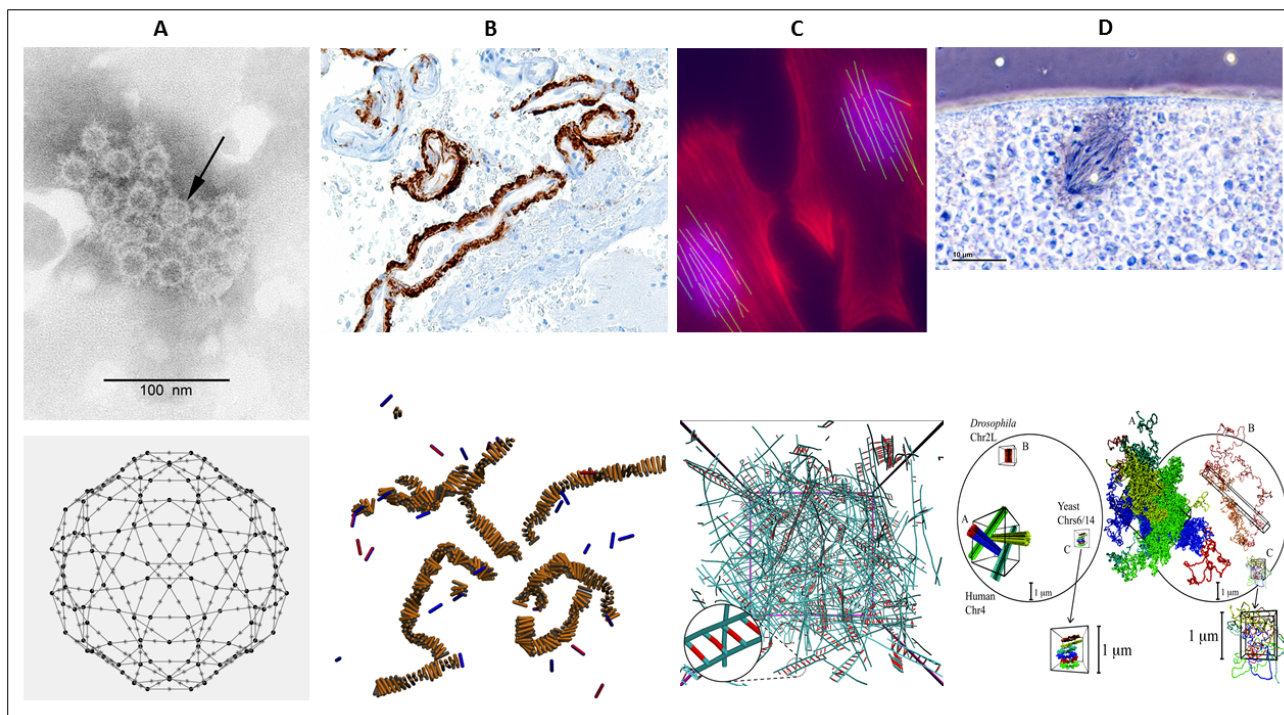 A
B
C
D
100 nm
10 µm
Drosophila
Chr2L
B
A
Yeast
Chrs6/14
C
1 µm
Human
Chr4
1 µm
A
B
C
1 µm
1 µm